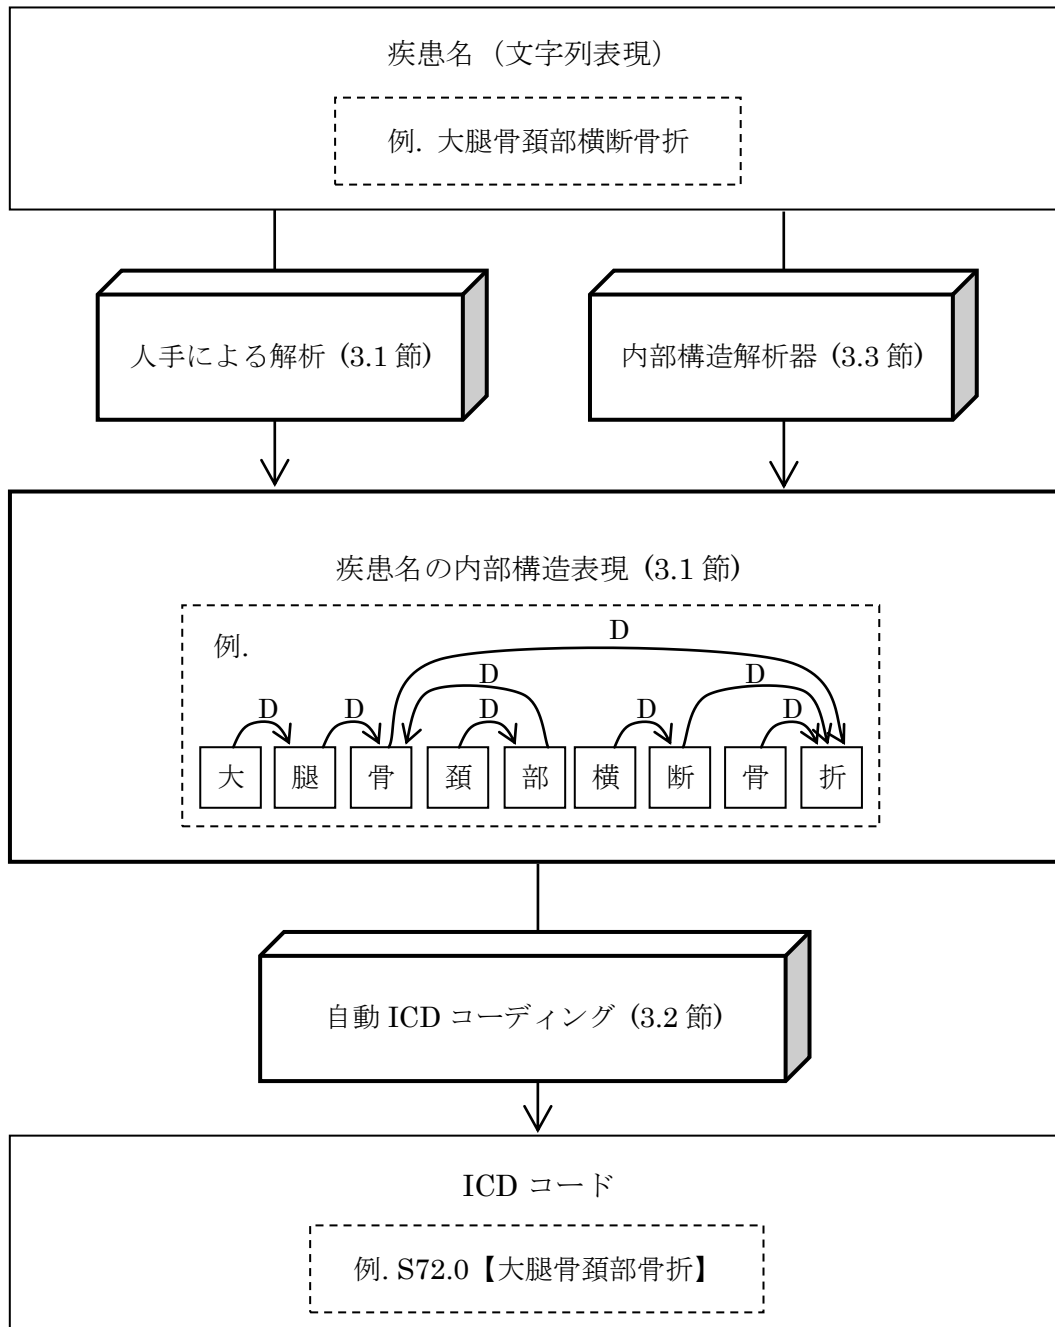 疾患名（文字列表現）
例. 大腿骨頚部横断骨折
人手による解析 (3.1 節)
内部構造解析器 (3.3 節)
疾患名の内部構造表現 (3.1 節)
例.
D
D D D D D D D
大 腿 骨 頚 部 横 断 骨 折
自動 ICD コーディング (3.2 節)
ICD コード
例. S72.0【大腿骨頚部骨折】